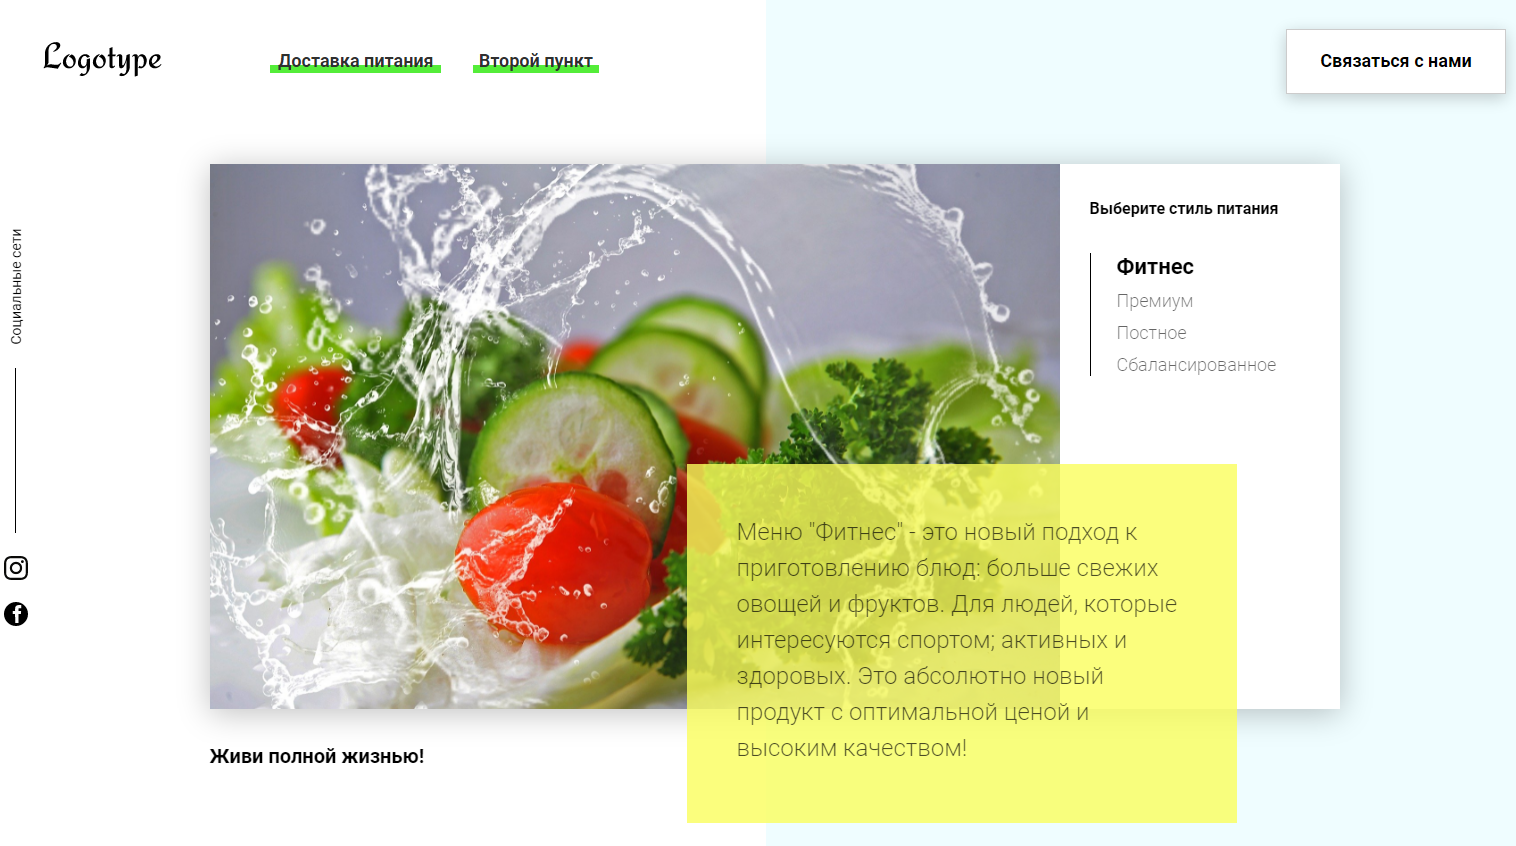 Logotype
Доставка питания
Второй пункт
Связаться с нами
Социальные сети
Выберите стиль питания
Фитнес
Премиум
Постное
Сбалансированное
Меню "Фитнес" - это новый подход к
приготовлению блюд: больше свежих
овощей и фруктов. Для людей, которые
интересуются спортом; активных и
здоровых. Это абсолютно новый
продукт с оптимальной ценой и
высоким качеством!
Живи полной жизнью!